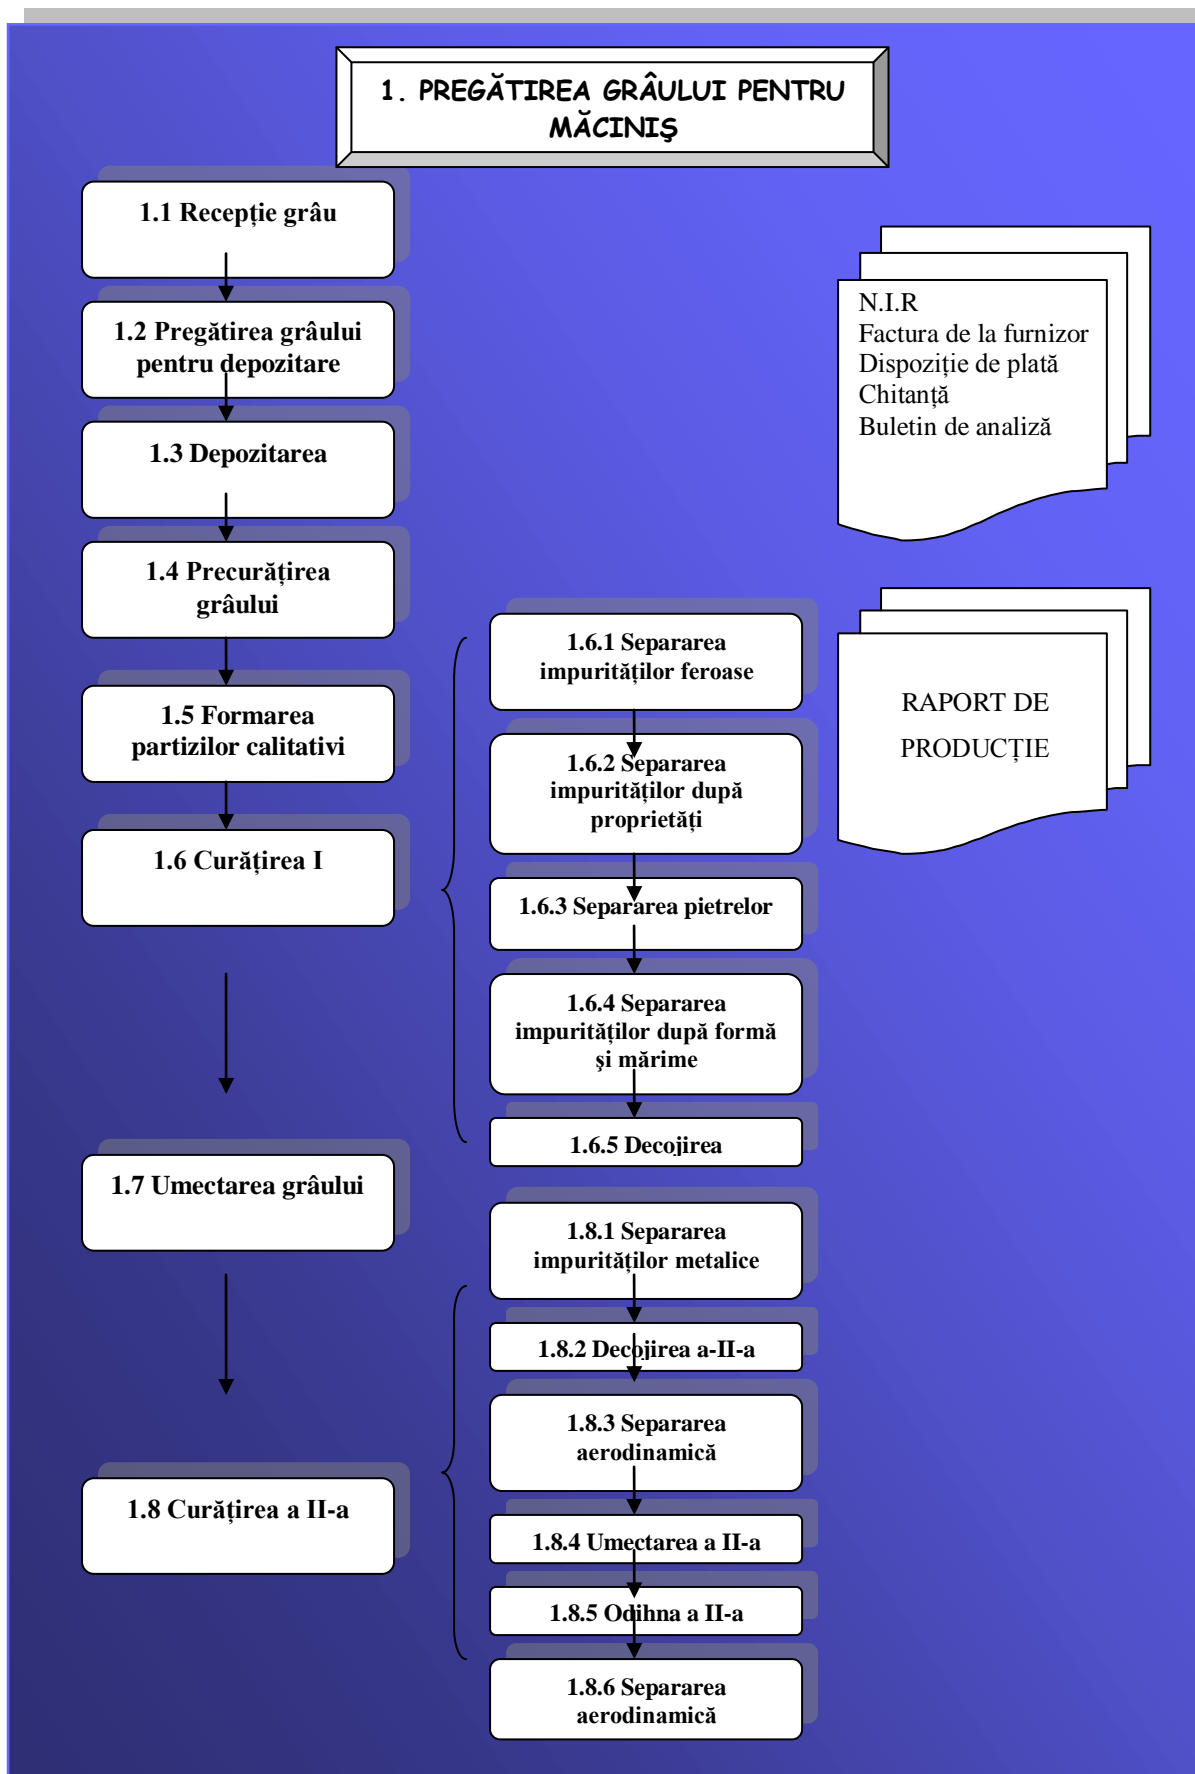 1. PREGĂTIREA GRÂULUI PENTRU
MĂCINIŞ
1.1 Recepție grâu
1.2 Pregătirea grâului
pentru depozitare
1.3 Depozitarea
1.4 Precurățirea
grâului
1.5 Formarea
partizilor calitativi
1.6 Curățirea I
1.7 Umectarea grâului
1.8 Curățirea a II-a
1.6.1 Separarea
impurităților feroase
1.6.2 Separarea
impurităților după
proprietăți
1.6.3 Separarea pietrelor
1.6.4 Separarea
impurităților după formă
şi mărime
1.6.5 Decojirea
1.8.1 Separarea
impurităților metalice
1.8.2 Decojirea a-II-a
1.8.3 Separarea
aerodinamică
1.8.4 Umectarea a II-a
1.8.5 Odihna a II-a
1.8.6 Separarea
aerodinamică
N.I.R
Factura de la furnizor
Dispoziție de plată
Chitanță
Buletin de analiză
RAPORT DE
PRODUCȚIE